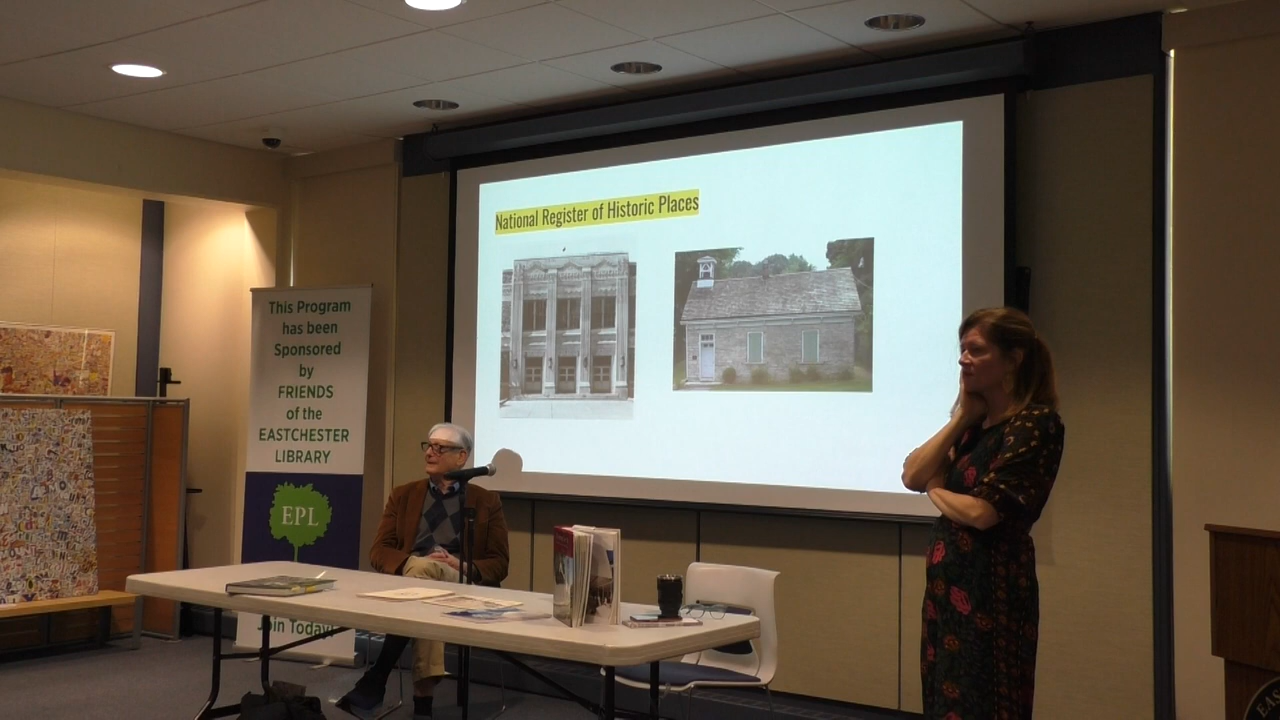 National Register of Historic Places
This Program
has been
Sponsored
by
FRIENDS
of the
EASTCHESTER
LIBRARY
EPL
Join Today!